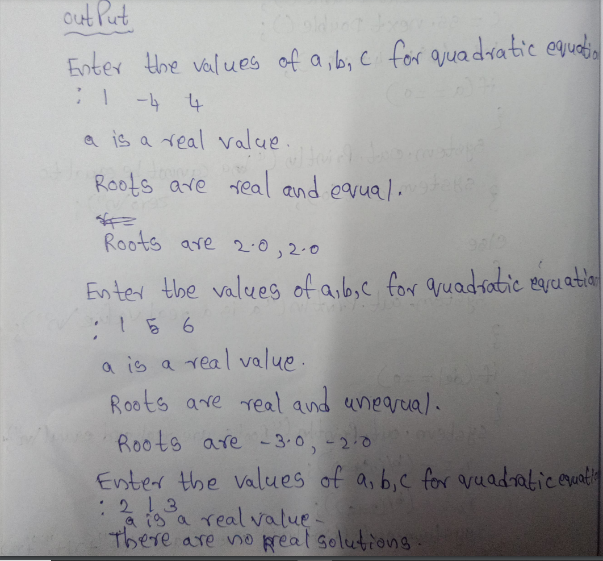 outPut
Enter the values of a,b,c for quadratic equatio
: 1 -4 4
a is a real value.
Roots are real and equal.
Roots are 2.0,2.0
Enter the values of a,b,c for quadratic equation
: 1 5 6
a is a real value.
Roots are real and unequal.
Roots are -3.0, -2.0
Enter the values of a,b,c for quadratic equatio
: 2 1 3
a is a real value.
There are no real solutions.